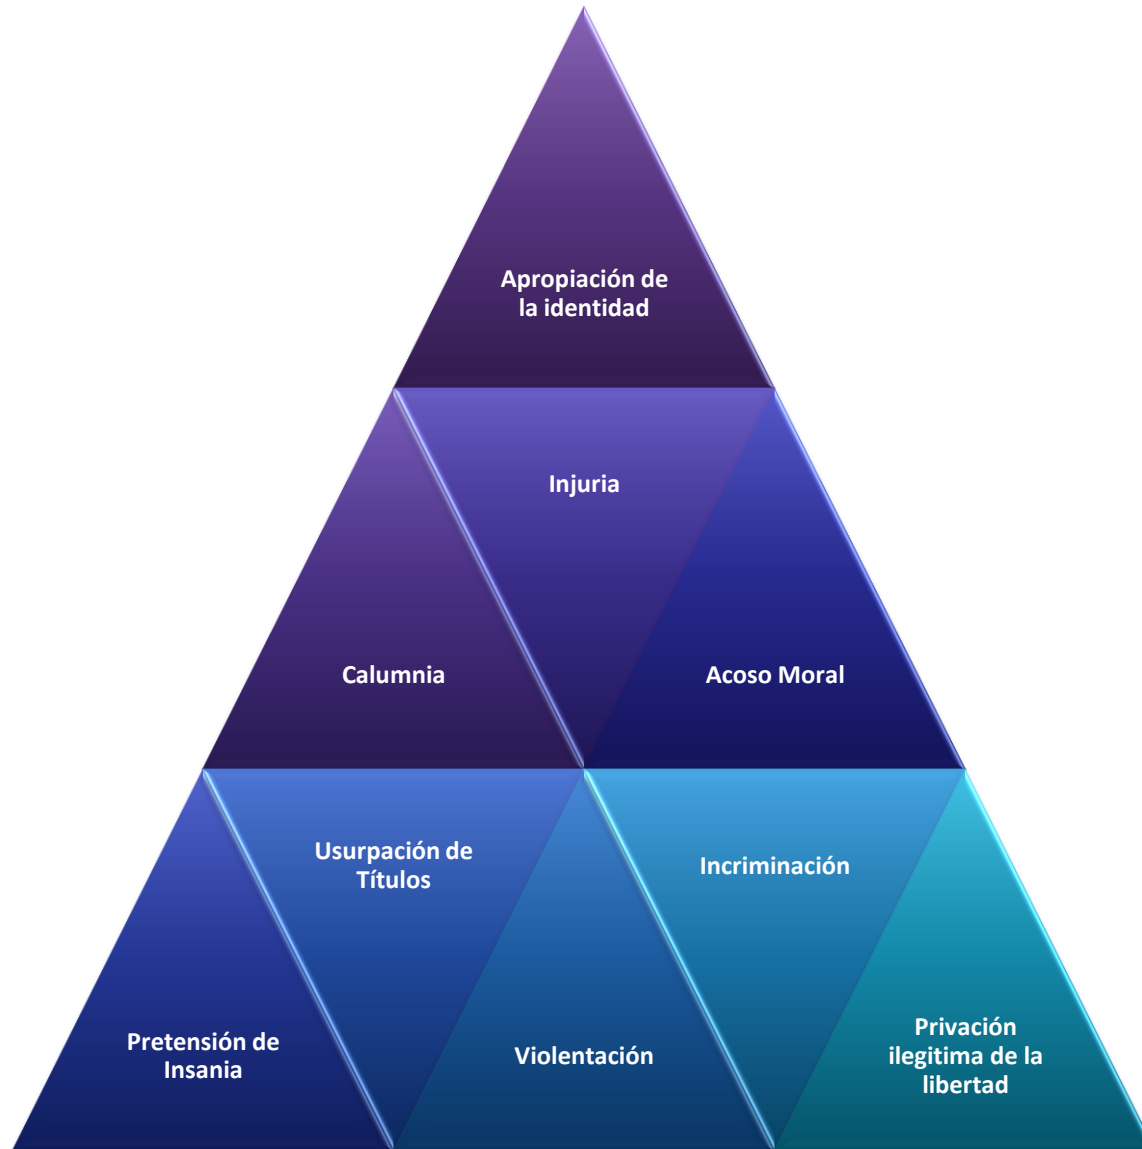 Apropiación de
la identidad
Injuria
Calumnia
Acoso Moral
Usurpación de
Títulos
Incriminación
Pretensión de
Insania
Violentación
Privación
ilegitima de la
libertad